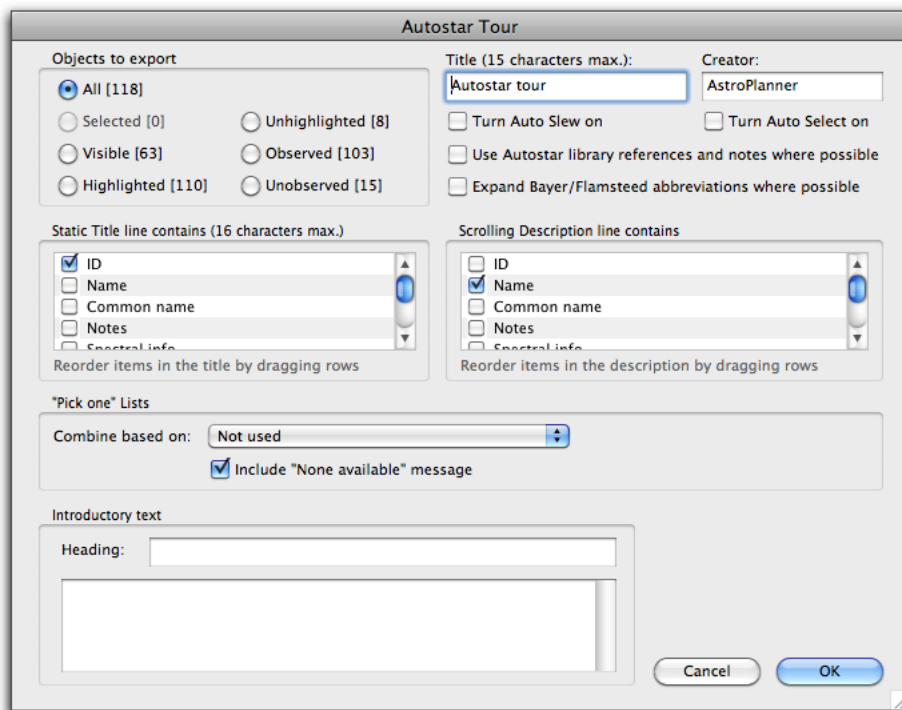 Autostar Tour
Objects to export
All [118]
Selected [0]
Unhighlighted [8]
Visible [63]
Observed [103]
Highlighted [110]
Unobserved [15]
Title (15 characters max.):
Creator:
Autostar tour
AstroPlanner
Turn Auto Slew on
Turn Auto Select on
Use Autostar library references and notes where possible
Expand Bayer/Flamsteed abbreviations where possible
Static Title line contains (16 characters max.)
ID
Name
Common name
Notes
Spectral info
Reorder items in the title by dragging rows
Scrolling Description line contains
ID
Name
Common name
Notes
Spectral info
Reorder items in the description by dragging rows
"Pick one" Lists
Combine based on:
Not used
Include "None available" message
Introductory text
Heading:
Cancel
OK